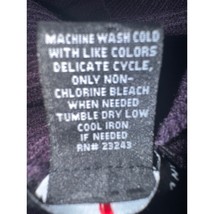 MACHINE WASH COLD
WITH LIKE COLORS
DELICATE CYCLE,
ONLY NON-
CHLORINE BLEACH
WHEN NEEDED
TUMBLE DRY LOW
COOL IRON
IF NEEDED
RN# 23243